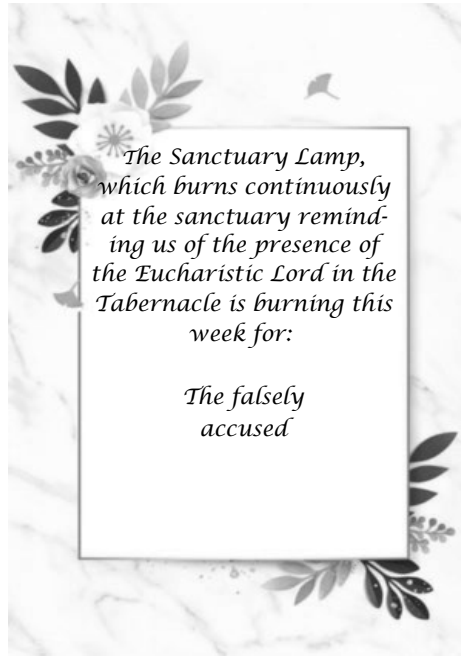 The Sanctuary Lamp,
which burns continuously
at the sanctuary remind-
ing us of the presence of
the Eucharistic Lord in the
Tabernacle is burning this
week for:
The falsely
accused